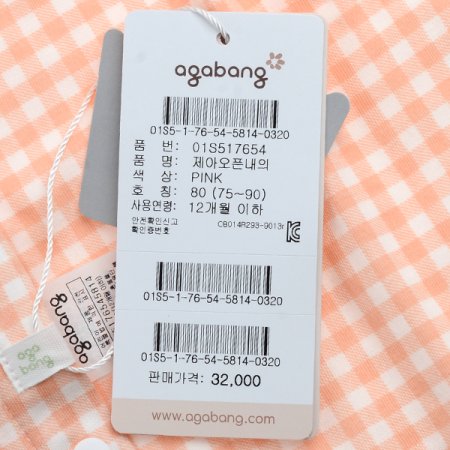 agabang
01S5-1-76-54-5814-0320
품 번: 01S517654
품 명: 제아오픈내의
색 상: PINK
호 칭: 80 (75~90)
사용연령: 12개월 이하
안전확인신고
확인증번호 CB014R293-9013
01S5-1-76-54-5814-0320
01S5-1-76-54-5814-0320
판매가격: 32,000
www.agabang.com
aga
bang
agabang